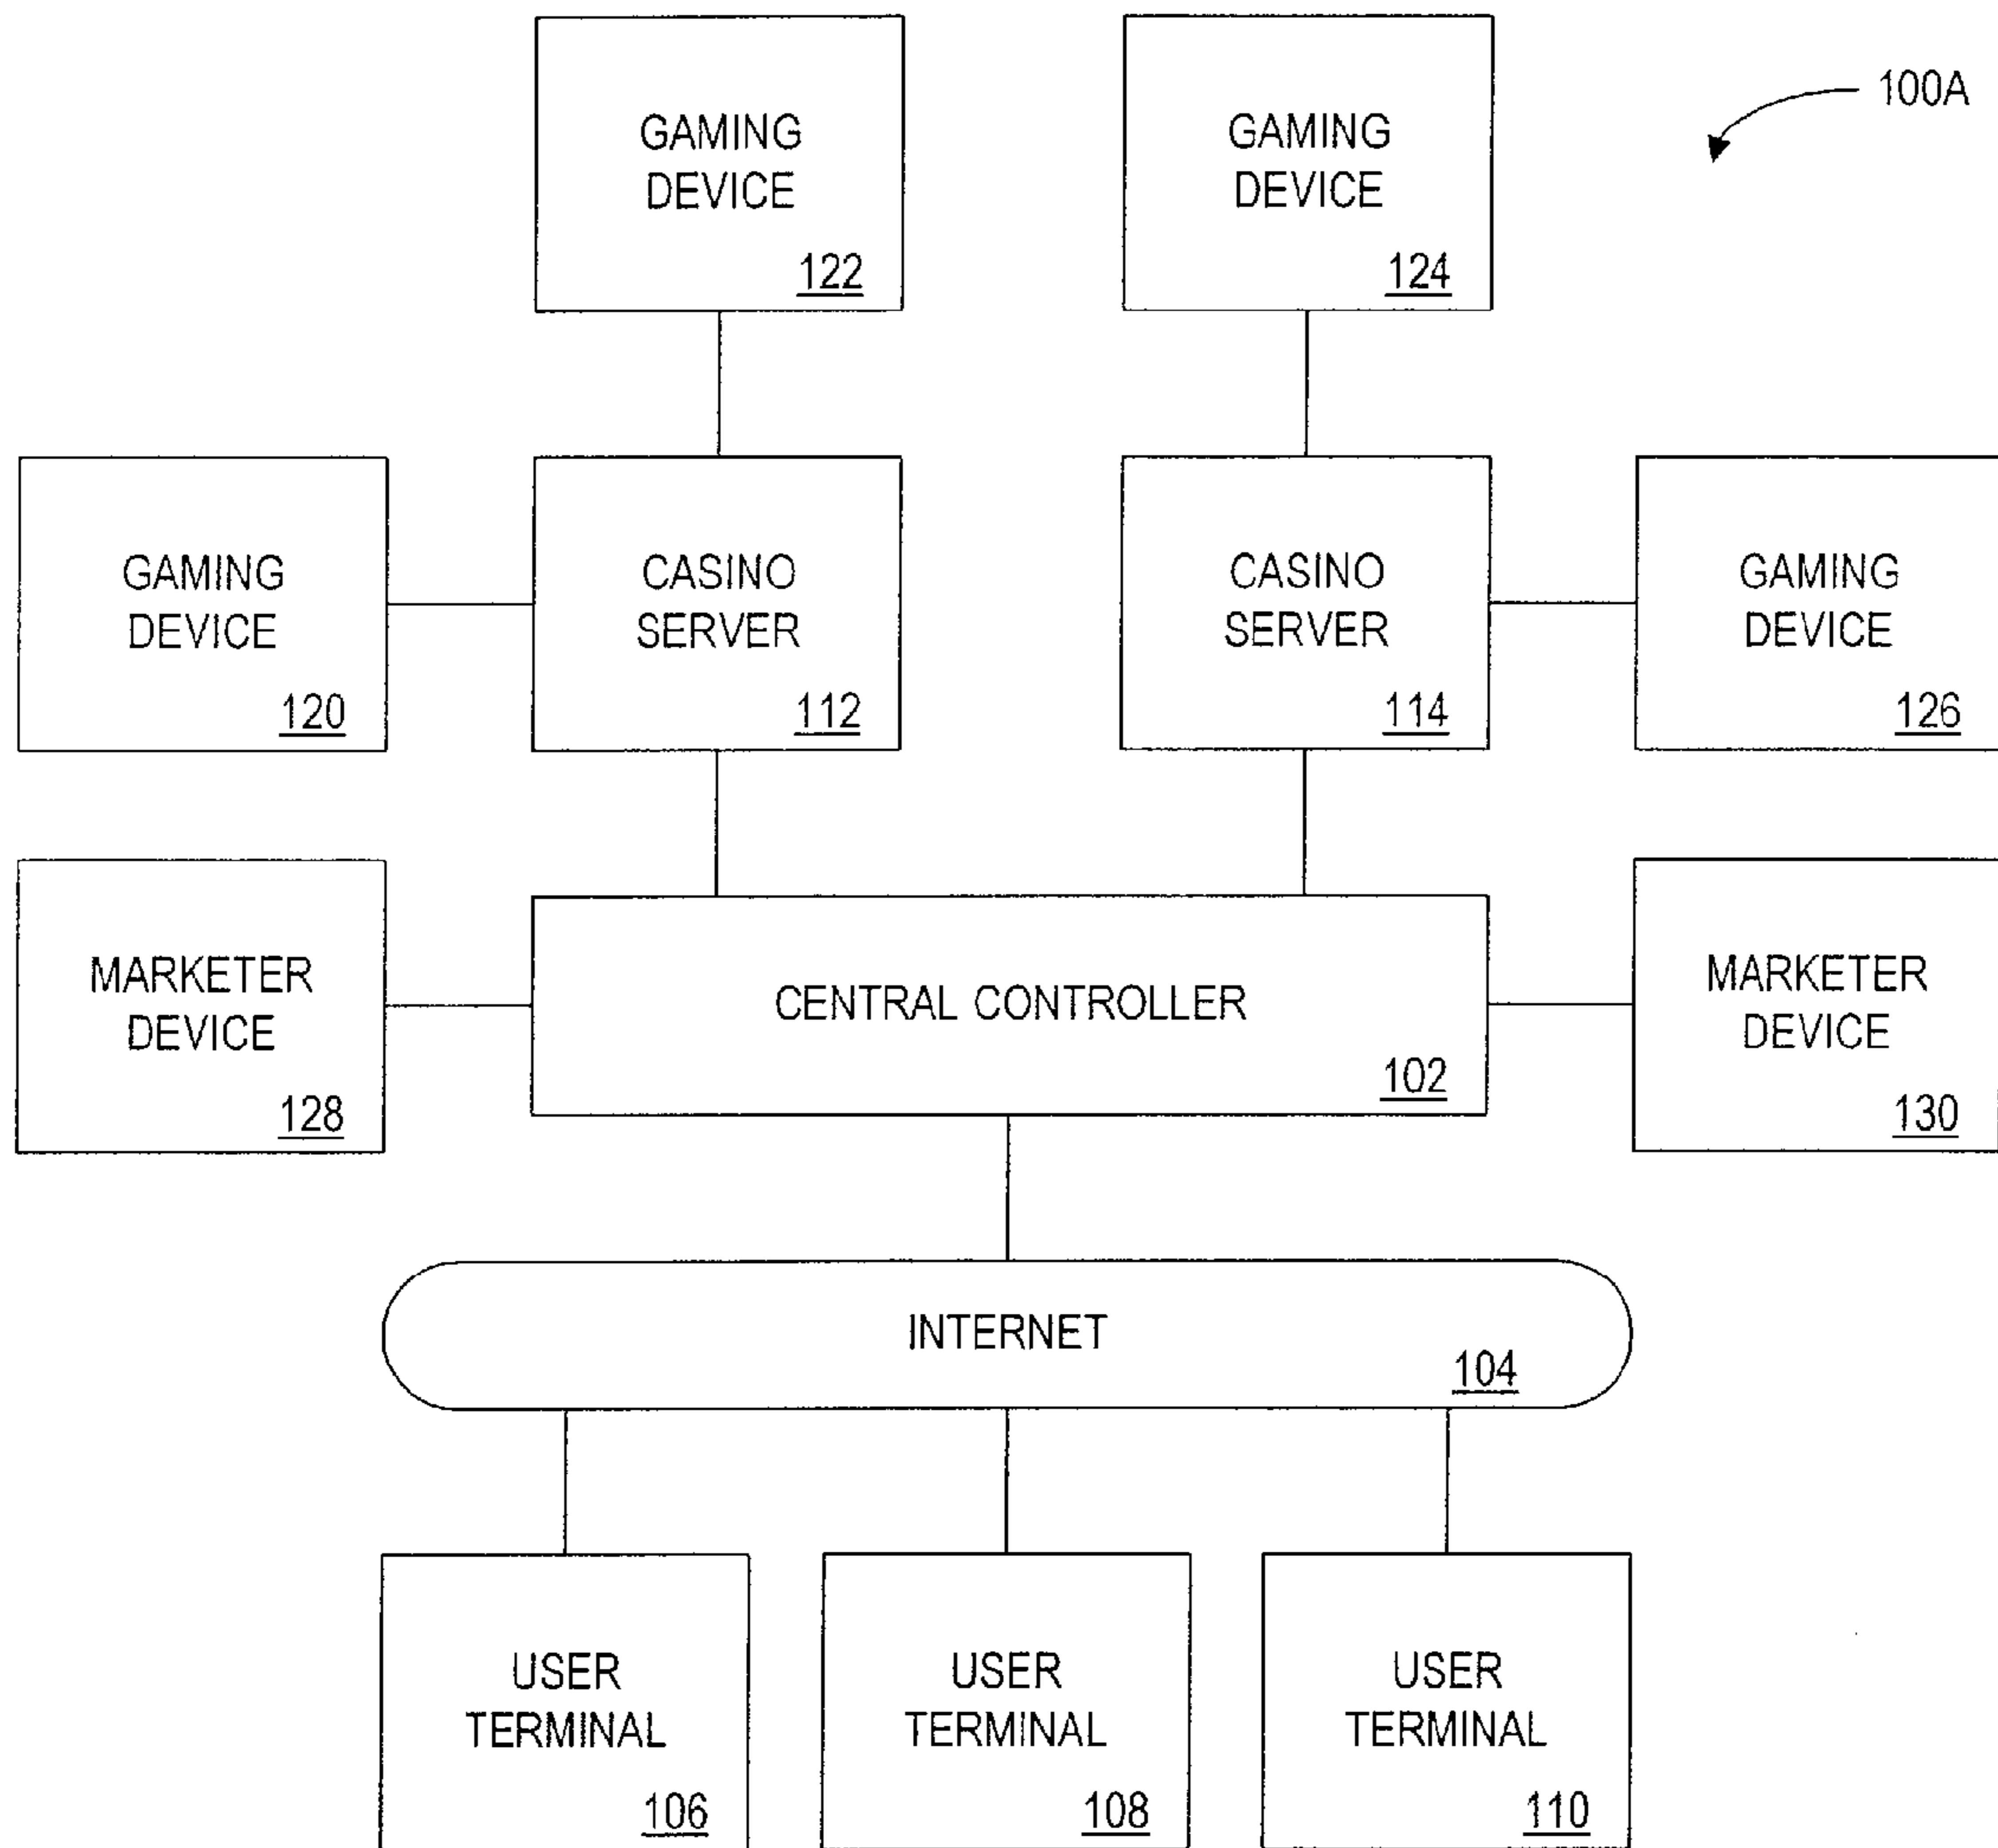 100A
GAMING
DEVICE
122
GAMING
DEVICE
124
GAMING
DEVICE
120
CASINO
SERVER
112
CASINO
SERVER
114
GAMING
DEVICE
126
MARKETER
DEVICE
128
CENTRAL CONTROLLER
102
MARKETER
DEVICE
130
INTERNET
104
USER
TERMINAL
106
USER
TERMINAL
108
USER
TERMINAL
110